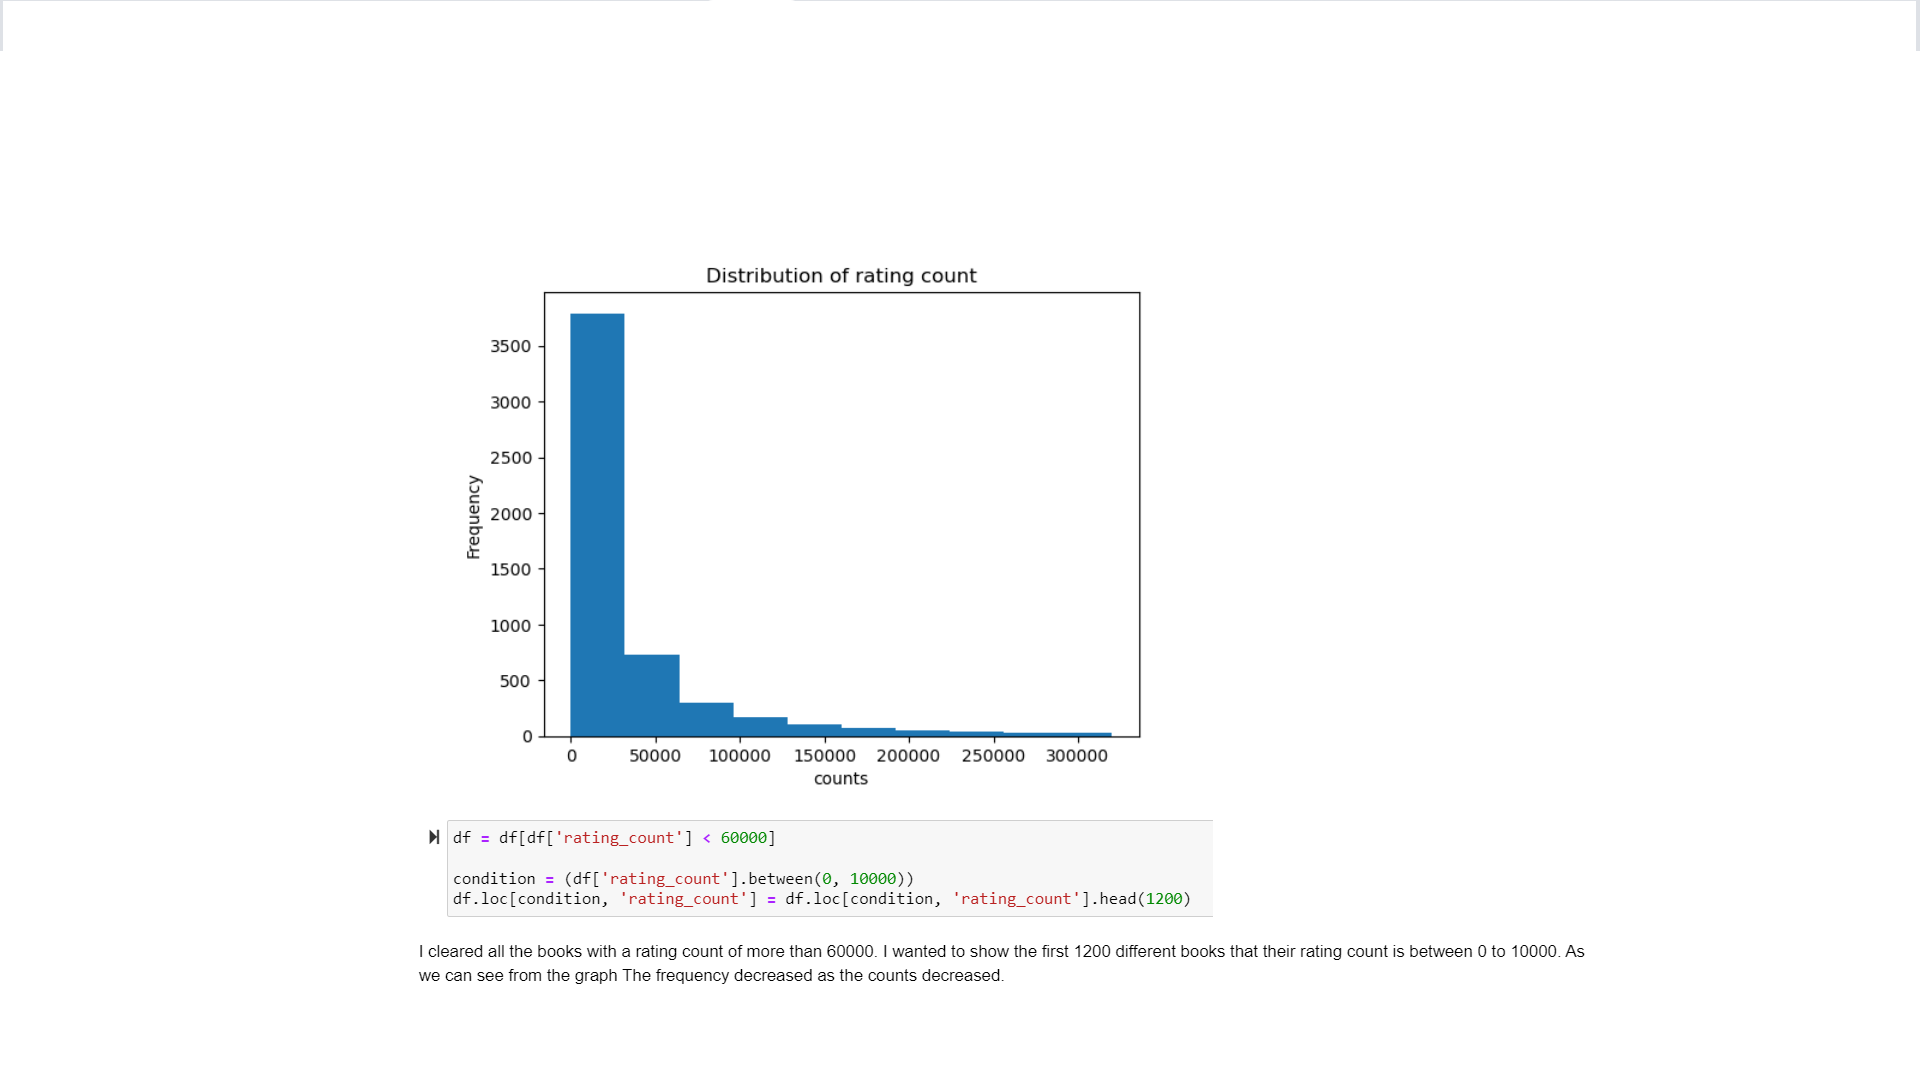 Distribution of rating count
Frequency
3500
3000
2500
2000
1500
1000
500
0
0 50000 100000 150000 200000 250000 300000
counts
df = df[df['rating_count'] < 60000]
condition = (df['rating_count'].between(0, 10000))
df.loc[condition, 'rating_count'] = df.loc[condition, 'rating_count'].head(1200)
I cleared all the books with a rating count of more than 60000. I wanted to show the first 1200 different books that their rating count is between 0 to 10000. As
we can see from the graph The frequency decreased as the counts decreased.